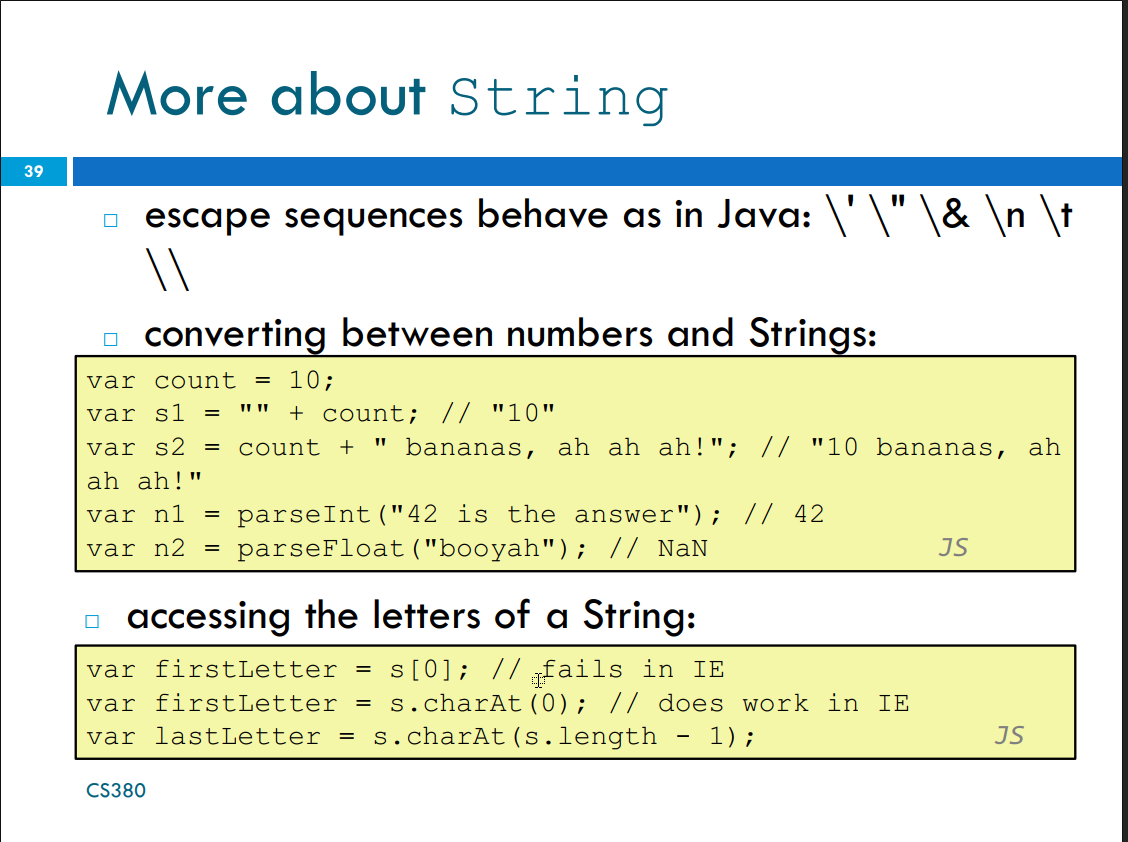 More about String
39
escape sequences behave as in Java: \' \" \& \n \t
\\
converting between numbers and Strings:
var count = 10;
var s1 = "" + count; // "10"
var s2 = count + " bananas, ah ah ah!"; // "10 bananas, ah
ah ah!"
var n1 = parseInt("42 is the answer"); // 42
var n2 = parseFloat("booyah"); // NaN JS
accessing the letters of a String:
var firstLetter = s[0]; // fails in IE
var firstLetter = s.charAt(0); // does work in IE
var lastLetter = s.charAt(s.length - 1); JS
CS380